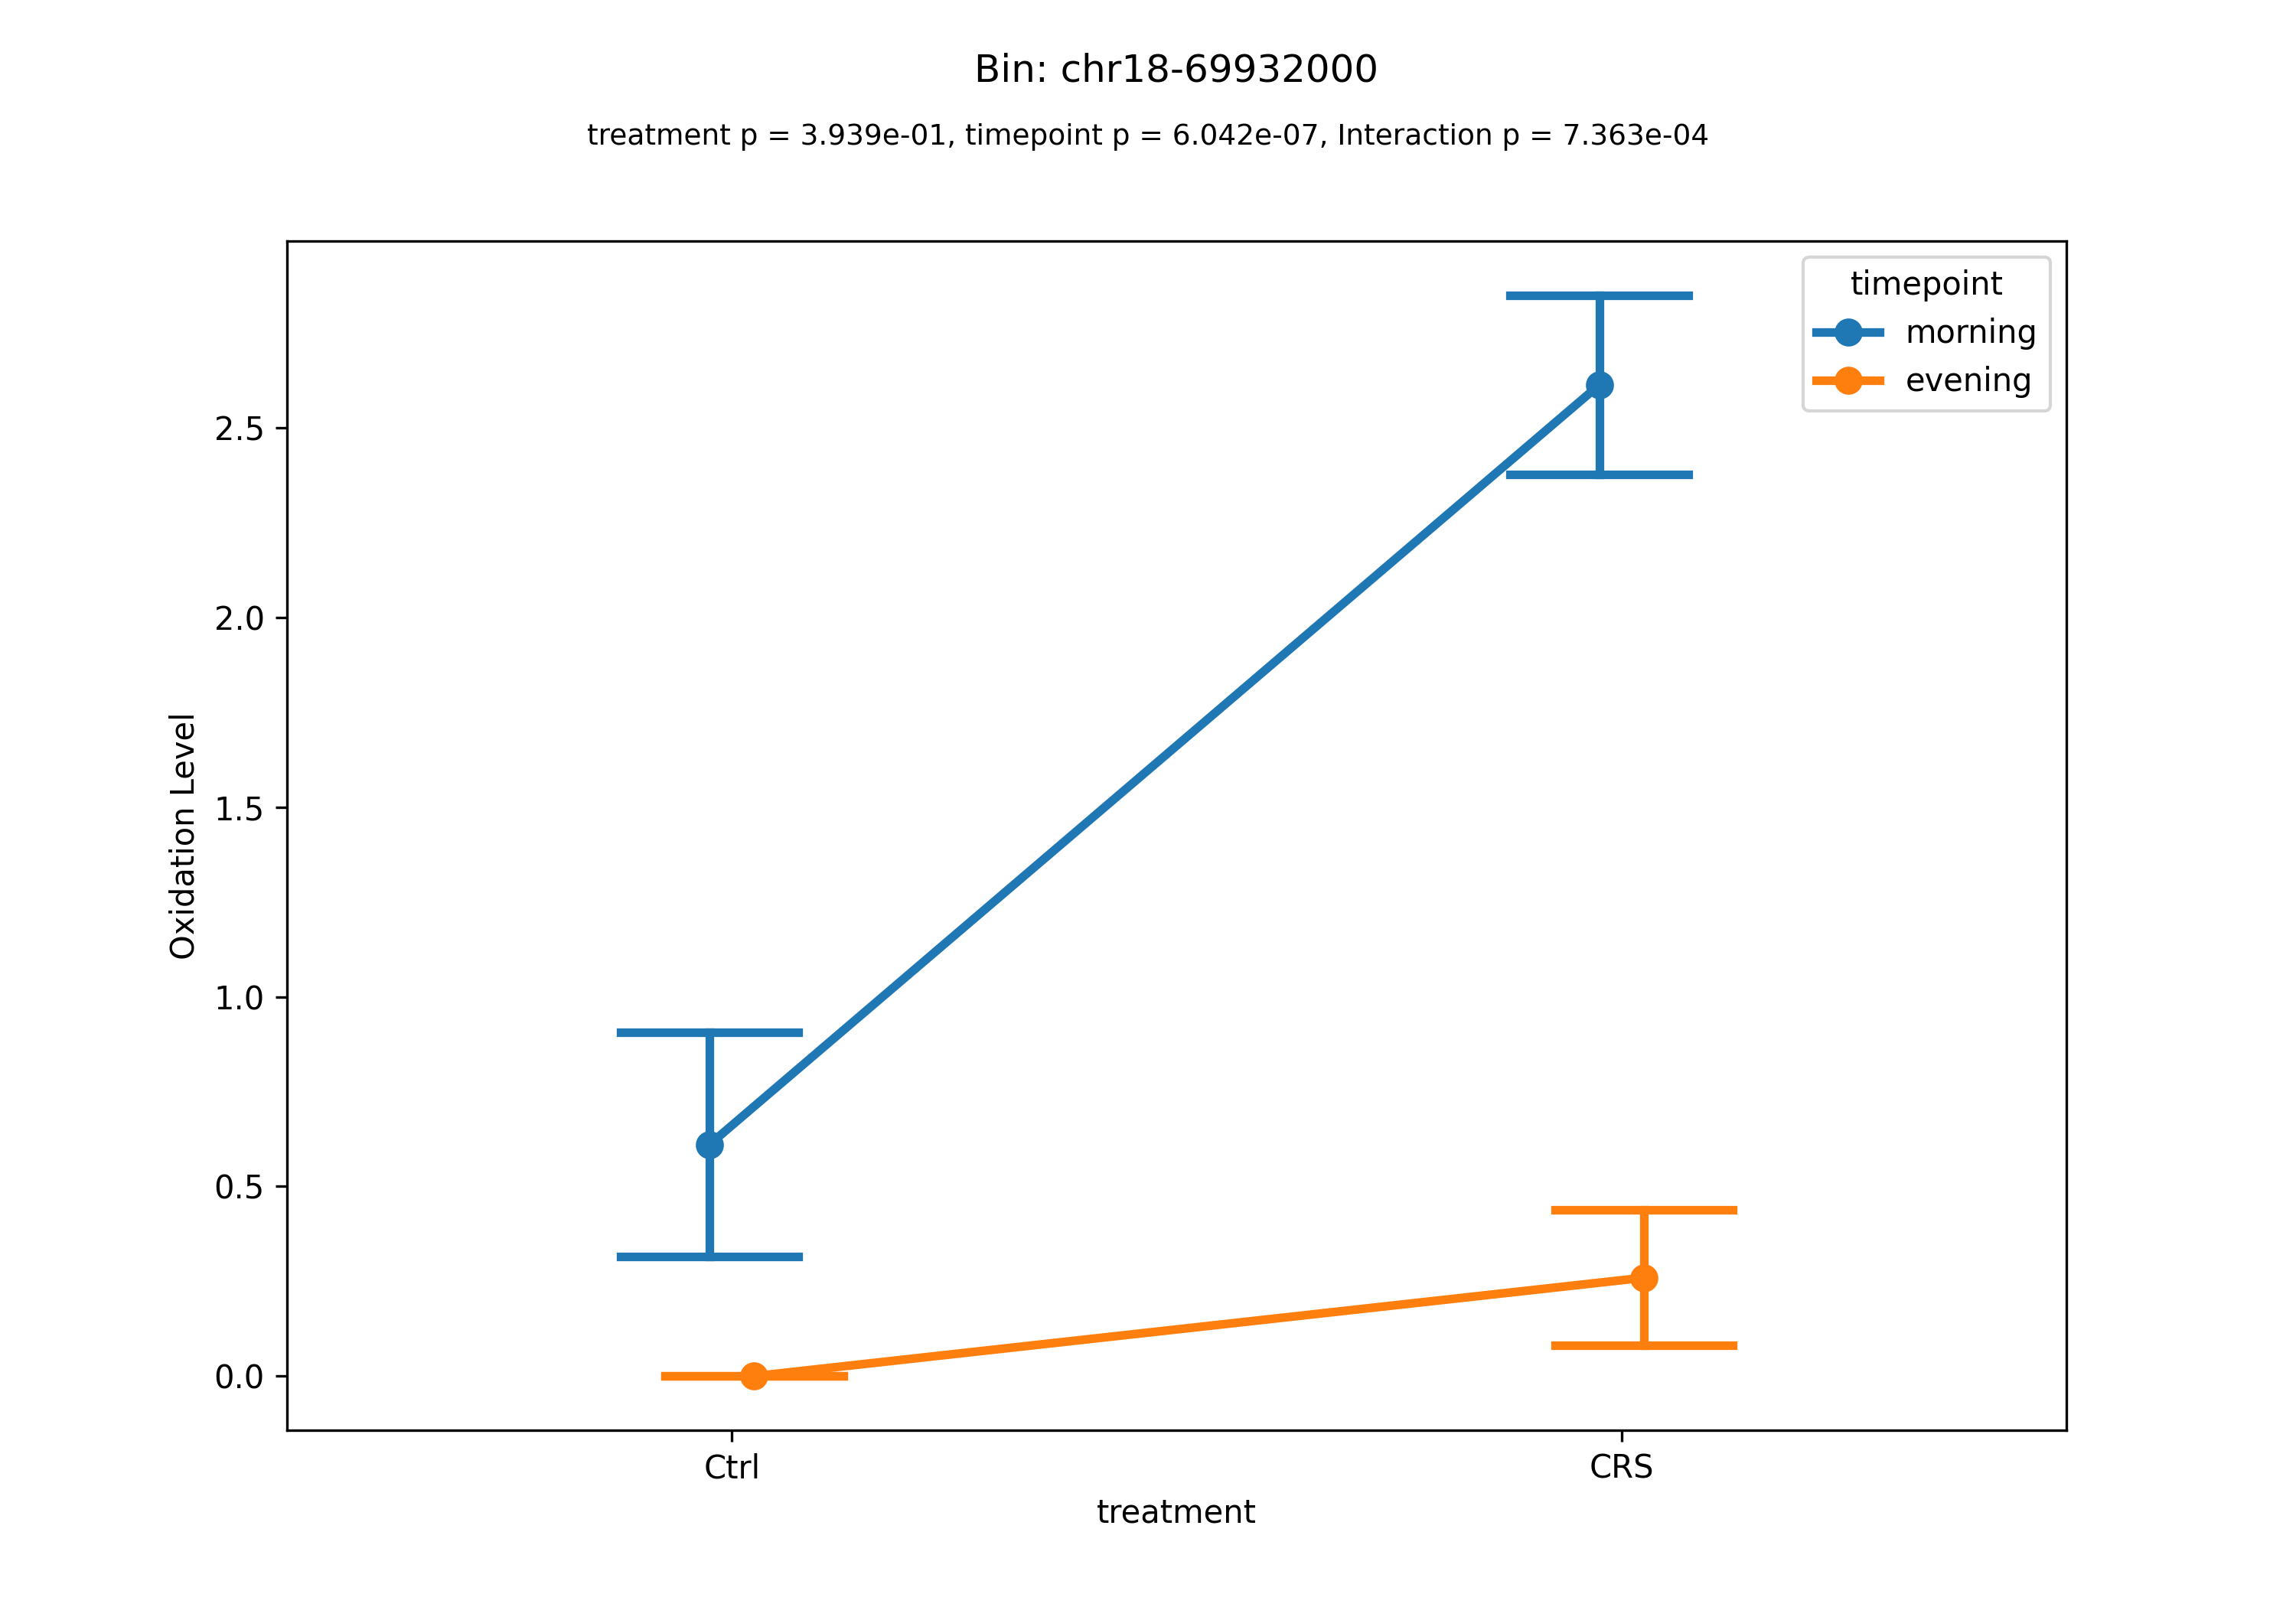 Bin: chr18-69932000
treatment p = 3.939e-01, timepoint p = 6.042e-07, Interaction p = 7.363e-04
timepoint
morning
evening
Oxidation Level
2.5
2.0
1.5
1.0
0.5
0.0
Ctrl
CRS
treatment